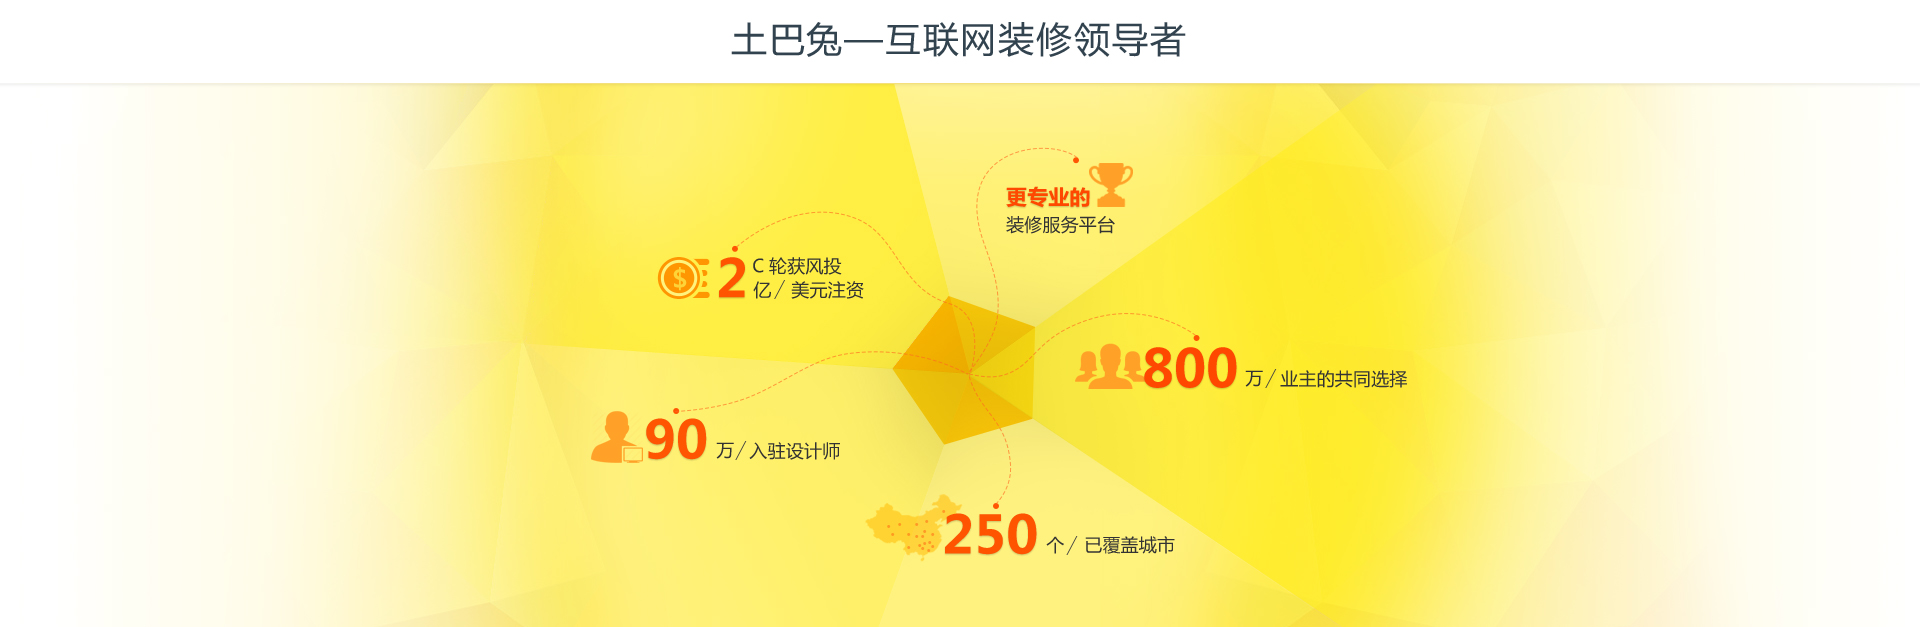 土巴兔—互联网装修领导者
更专业的
装修服务平台
$
2 C 轮获风投
亿/ 美元注资
800 万/业主的共同选择
90 万/入驻设计师
250 个/ 已覆盖城市